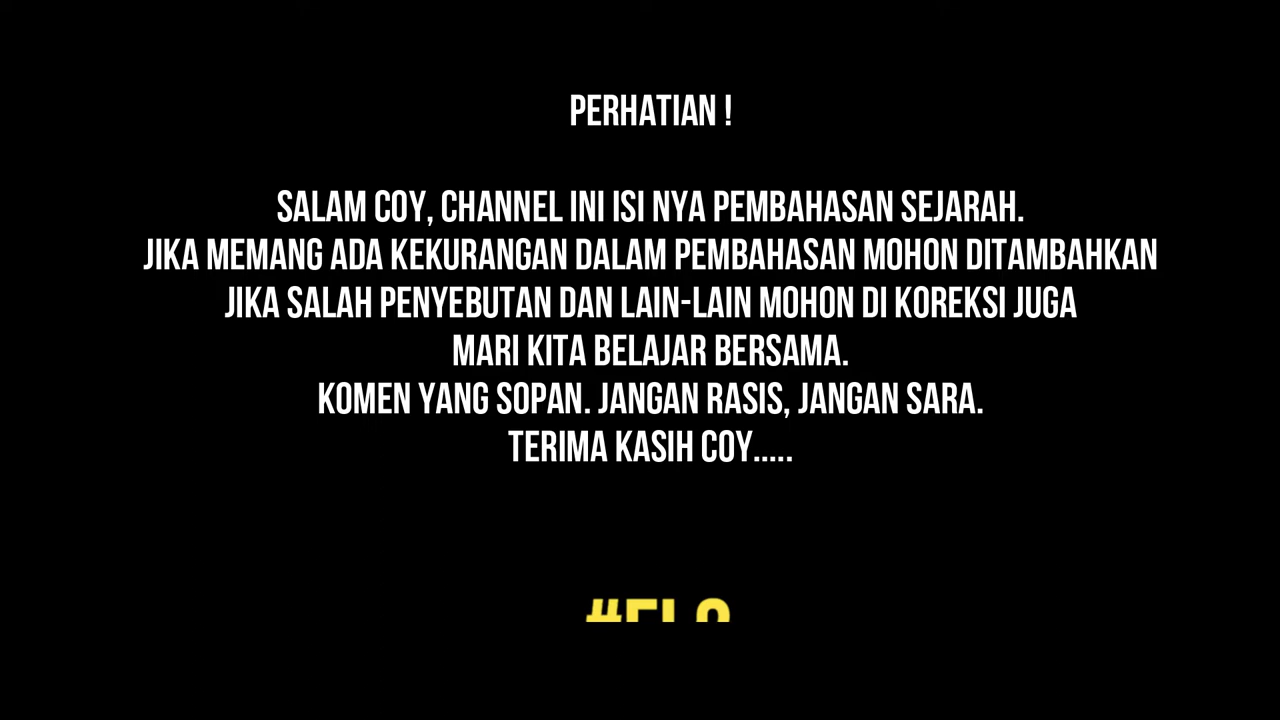 PERHATIAN !
SALAM COY, CHANNEL INI ISI NYA PEMBAHASAN SEJARAH.
JIKA MEMANG ADA KEKURANGAN DALAM PEMBAHASAN MOHON DITAMBAHKAN
JIKA SALAH PENYEBUTAN DAN LAIN-LAIN MOHON DI KOREKSI JUGA
MARI KITA BELAJAR BERSAMA.
KOMEN YANG SOPAN. JANGAN RASIS, JANGAN SARA.
TERIMA KASIH COY.....